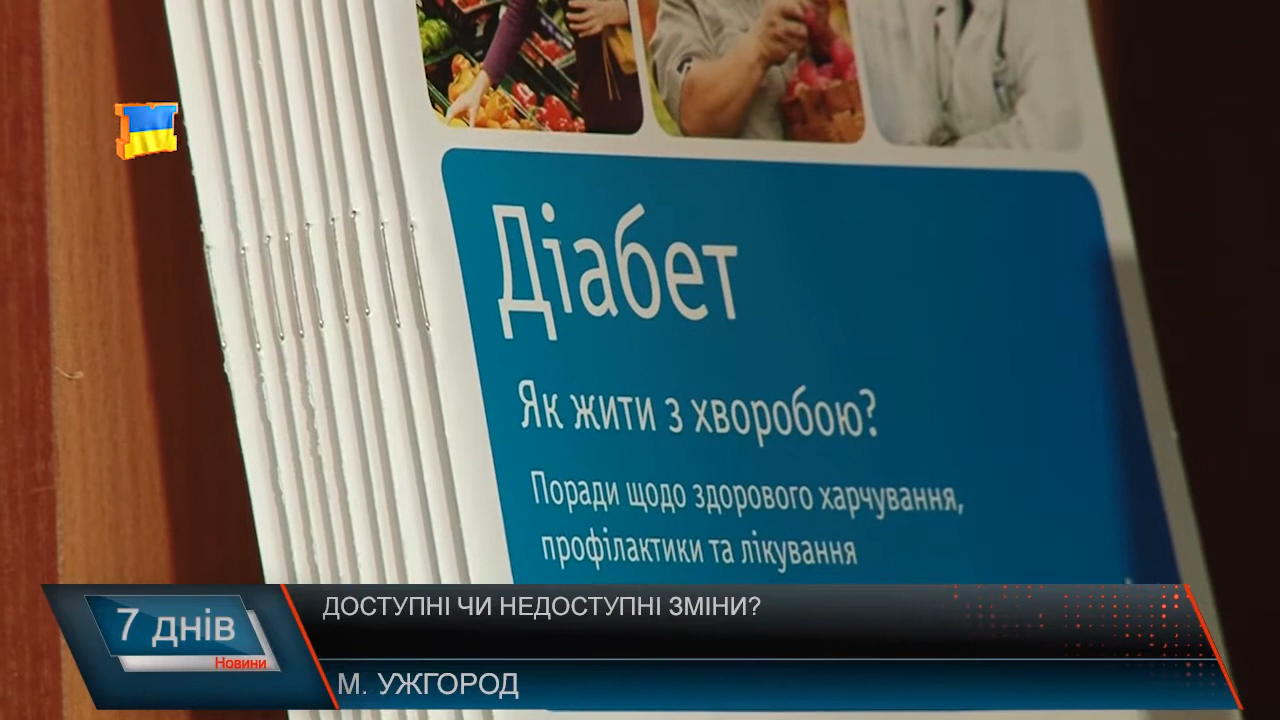 Діабет
Як жити з хворобою?
Поради щодо здорового харчування,
профілактики та лікування
7 днів
Новини
ДОСТУПНІ ЧИ НЕДОСТУПНІ ЗМІНИ?
М. УЖГОРОД